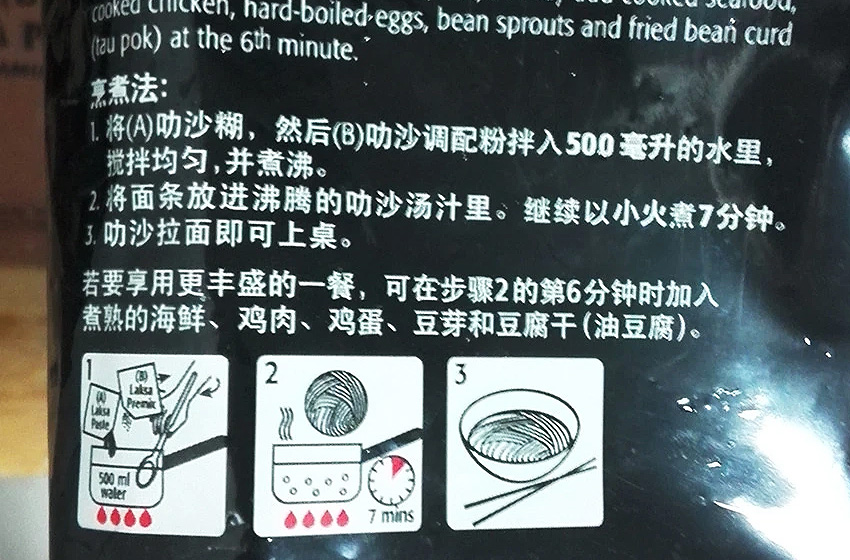 cooked chicken, hard-boiled eggs, bean sprouts and fried bean curd
(tau pok) at the 6th minute.
烹煮法:
1. 将(A)叻沙糊，然后(B)叻沙调配粉拌入500毫升的水里，
搅拌均匀,并煮沸。
2. 将面条放进沸腾的叻沙汤汁里。继续以小火煮7分钟。
3. 叻沙拉面即可上桌。
若要享用更丰盛的一餐，可在步骤2的第6分钟时加入
煮熟的海鲜、鸡肉、鸡蛋、豆芽和豆腐干(油豆腐)。
1
(A)
Laksa
Paste
(B)
Laksa
Premix
500 ml
water
2
7 mins
3